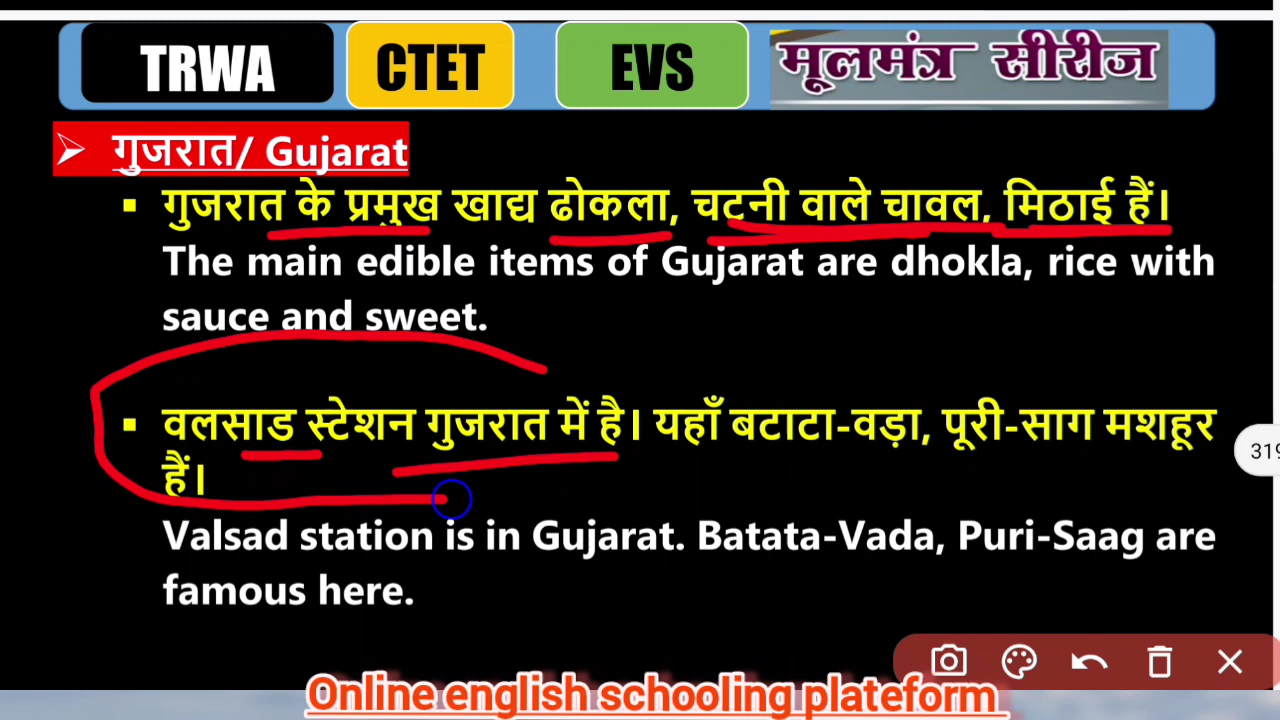 TRWA CTET EVS मूलमंत्र सीरीज
गुजरात/ Gujarat
गुजरात के प्रमुख खाद्य ढोकला, चटनी वाले चावल, मिठाई हैं।
The main edible items of Gujarat are dhokla, rice with
sauce and sweet.
वलसाड स्टेशन गुजरात में है। यहाँ बटाटा-वड़ा, पूरी-साग मशहूर
हैं।
319
Valsad station is in Gujarat. Batata-Vada, Puri-Saag are
famous here.
Online english schooling plateform